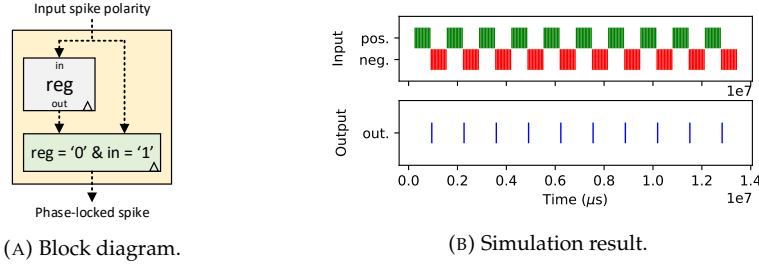 Input spike polarity
in
reg
out
reg = ‘0’ & in = ‘1’
Phase-locked spike
(A) Block diagram.
Input
pos.
neg.
1e7
Output
out.
0.0 0.2 0.4 0.6 0.8 1.0 1.2 1.4
Time (μs)
1e7
(B) Simulation result.